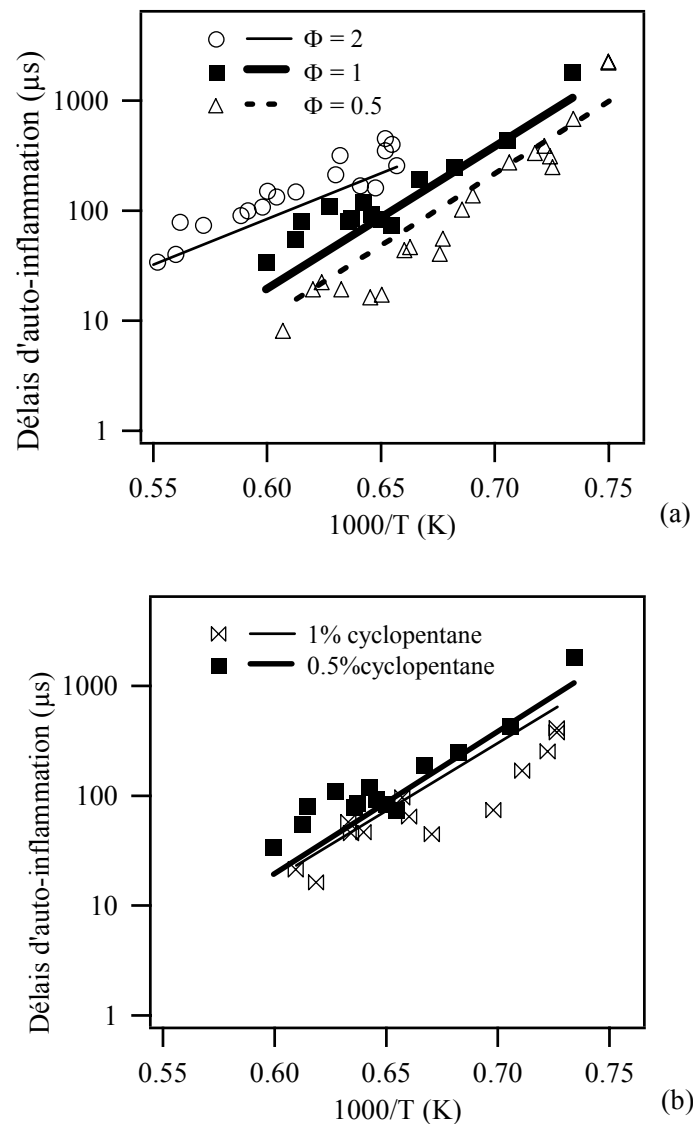 Φ = 2
Φ = 1
Φ = 0.5
Délais d'auto-inflammation (µs)
1000
100
10
1
0.55 0.60 0.65 0.70 0.75
1000/T (K)
(a)
1% cyclopentane
0.5%cyclopentane
Délais d'auto-inflammation (µs)
1000
100
10
1
0.55 0.60 0.65 0.70 0.75
1000/T (K)
(b)